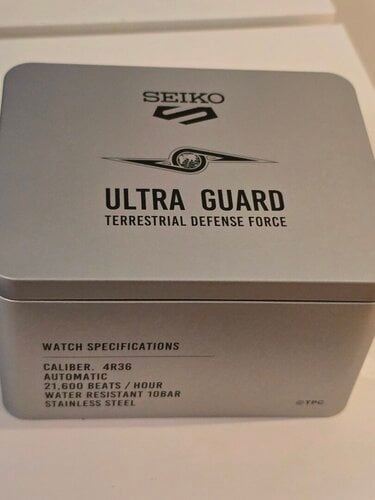 SEIKO
ULTRA GUARD
TERRESTRIAL DEFENSE FORCE
WATCH SPECIFICATIONS
CALIBER. 4R36
AUTOMATIC
21,600 BEATS / HOUR
WATER RESISTANT 10BAR
STAINLESS STEEL
©TPC